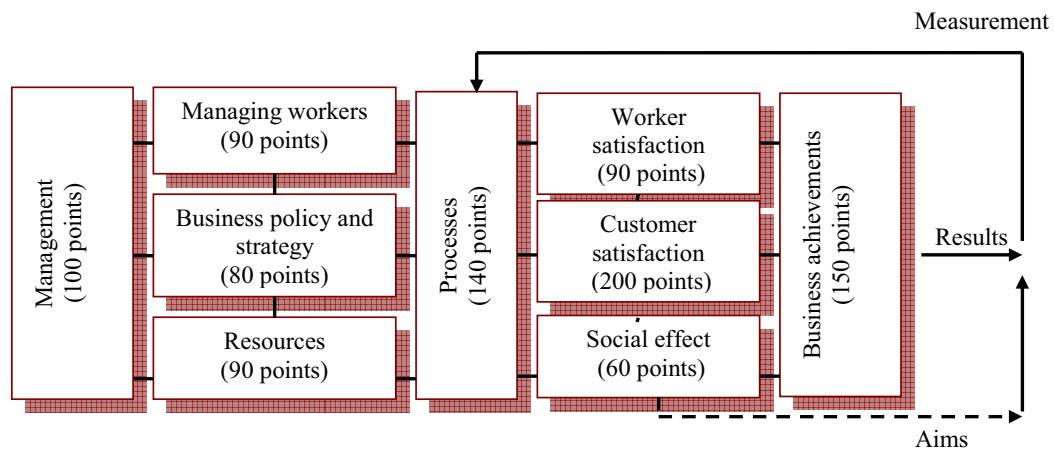 Measurement
Management
(100 points)
Managing workers
(90 points)
Business policy and
strategy
(80 points)
Resources
(90 points)
Processes
(140 points)
Worker
satisfaction
(90 points)
Customer
satisfaction
(200 points)
Social effect
(60 points)
Business achievements
(150 points)
Results
Aims